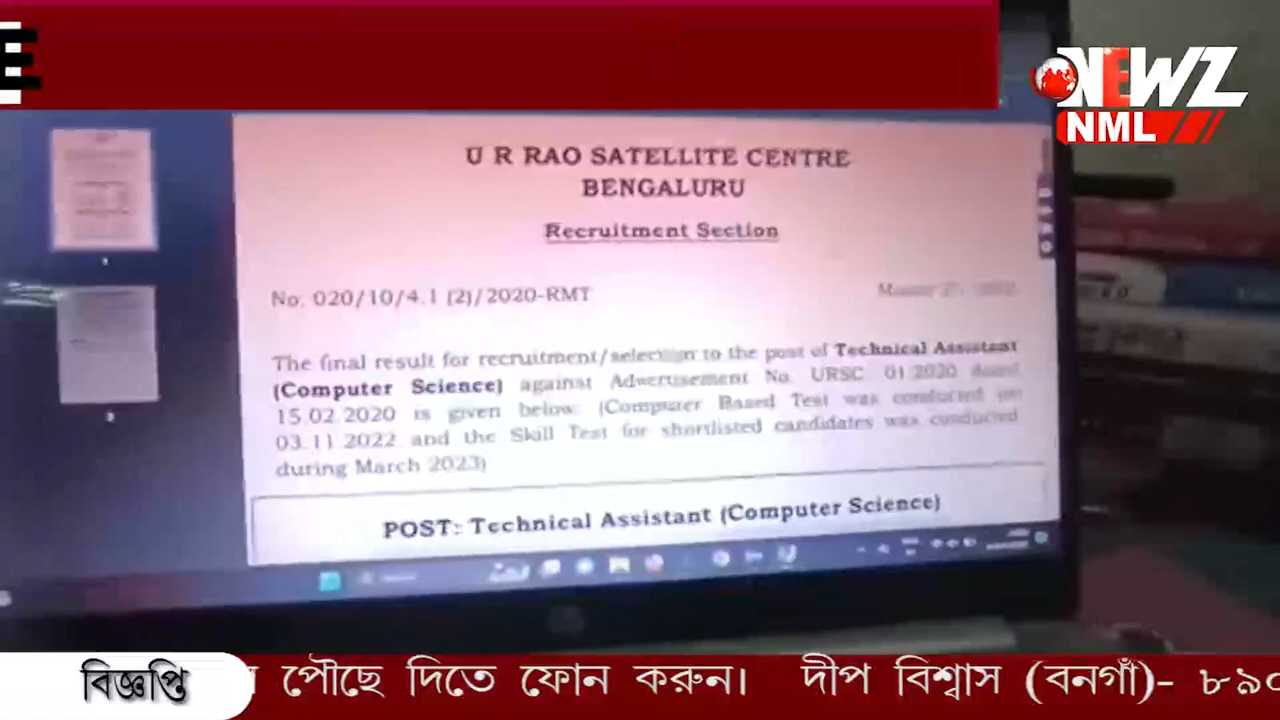 E
NEWZ
NML
U R RAO SATELLITE CENTRE
BENGALURU
Recruitment Section
No. 020/10/4.1 (2)/2020-RMT
The final result for recruitment/selection to the post of Technical Assistant
(Computer Science) against Advertisement No. URSC 01 2020 dated
15.02.2020 is given below. (Computer Based Test was conducted on
03.11.2022 and the Skill Test for shortlisted candidates was conducted
during March 2023)
POST: Technical Assistant (Computer Science)
বিজ্ঞপ্তি
পৌছে দিতে ফোন করুন। দীপ বিশ্বাস (বনগাঁ)- ৮৯০